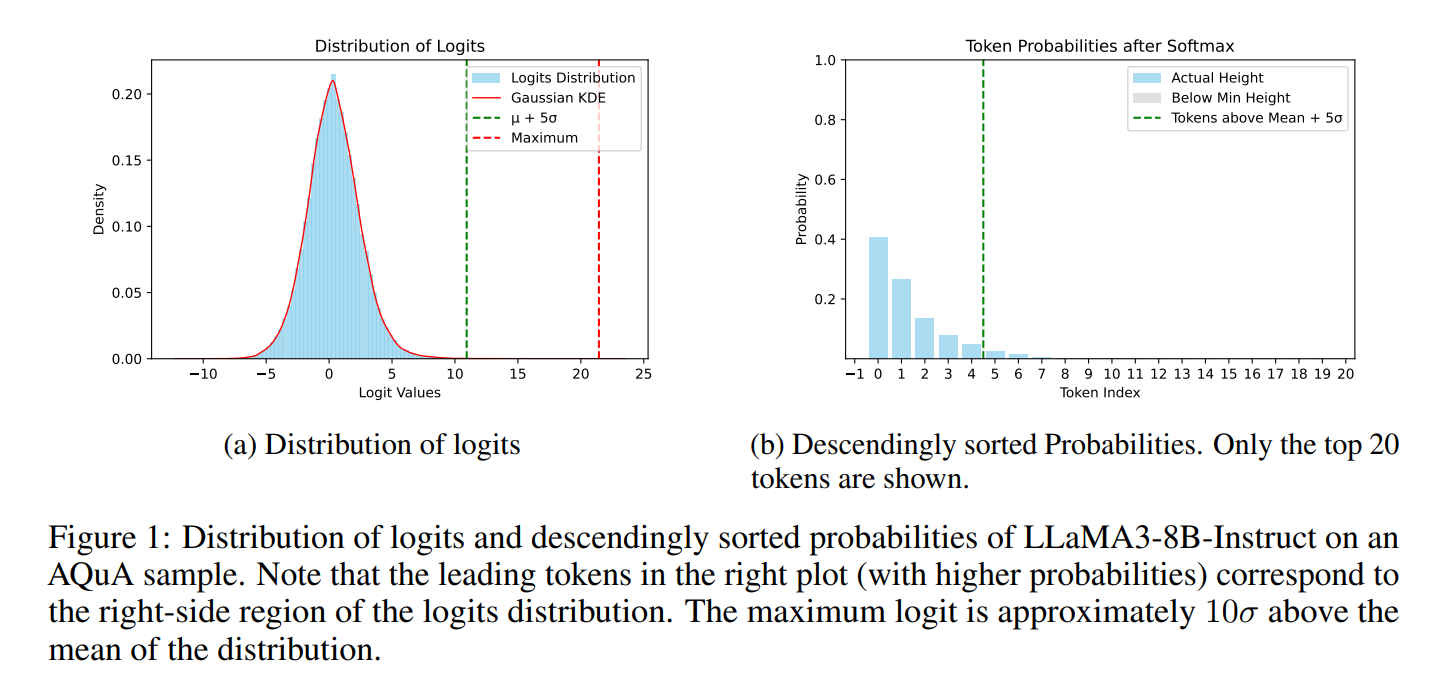 Distribution of Logits
Density
0.20
0.15
0.10
0.05
0.00
Logits Distribution
Gaussian KDE
μ + 5σ
Maximum
−10 −5 0 5 10 15 20 25
Logit Values
(a) Distribution of logits
Token Probabilities after Softmax
Probability
1.0
0.8
0.6
0.4
0.2
Actual Height
Below Min Height
Tokens above Mean + 5σ
−1 0 1 2 3 4 5 6 7 8 9 10 11 12 13 14 15 16 17 18 19 20
Token Index
(b) Descendingly sorted Probabilities. Only the top 20
tokens are shown.
Figure 1: Distribution of logits and descendingly sorted probabilities of LLaMA3-8B-Instruct on an
AQuA sample. Note that the leading tokens in the right plot (with higher probabilities) correspond to
the right-side region of the logits distribution. The maximum logit is approximately 10σ above the
mean of the distribution.